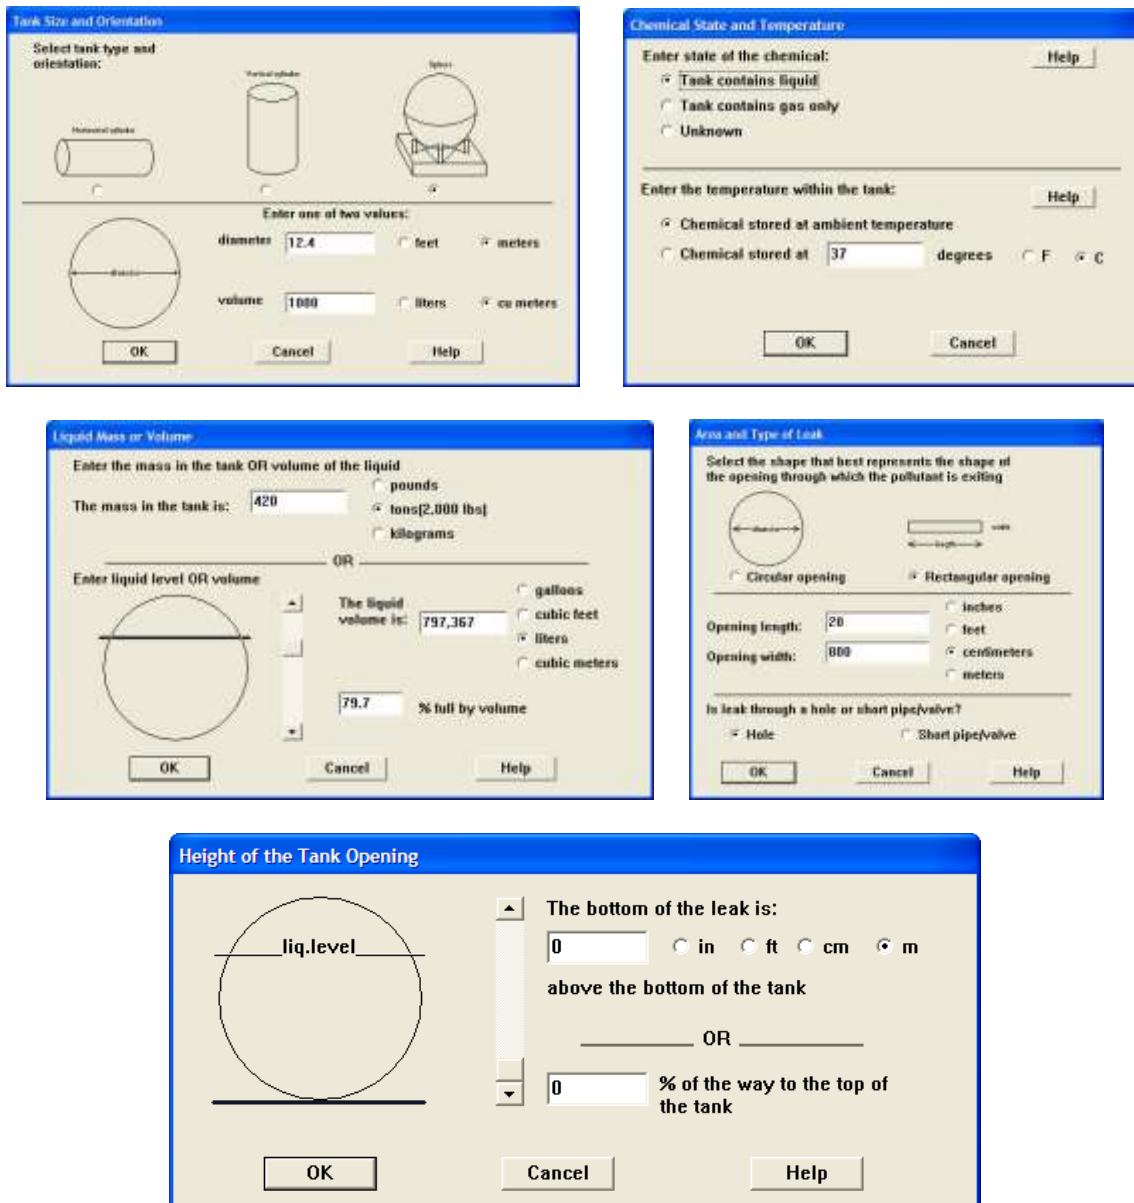 Tank Size and Orientation
Select tank type and
orientation:
Horizontal cylinder
Vertical cylinder
Sphere
Enter one of two values:
diameter 12.4 feet meters
diameter
volume 1000 liters cu meters
OK Cancel Help
Chemical State and Temperature
Enter state of the chemical: Help
Tank contains liquid
Tank contains gas only
Unknown
Enter the temperature within the tank: Help
Chemical stored at ambient temperature
Chemical stored at 37 degrees F C
OK Cancel
Liquid Mass or Volume
Enter the mass in the tank OR volume of the liquid
pounds
The mass in the tank is: 420 tons(2,000 lbs)
kilograms
OR
Enter liquid level OR volume
The liquid
volume is: 797,367
gallons
cubic feet
liters
cubic meters
79.7 % full by volume
OK Cancel Help
Area and Type of Leak
Select the shape that best represents the shape of
the opening through which the pollutant is exiting
diameter
width
length
Circular opening Rectangular opening
Opening length: 20
Opening width: 800
inches
feet
centimeters
meters
Is leak through a hole or short pipe/valve?
Hole Short pipe/valve
OK Cancel Help
Height of the Tank Opening
liq.level
The bottom of the leak is:
0 in ft cm m
above the bottom of the tank
OR
0 % of the way to the top of
the tank
OK Cancel Help